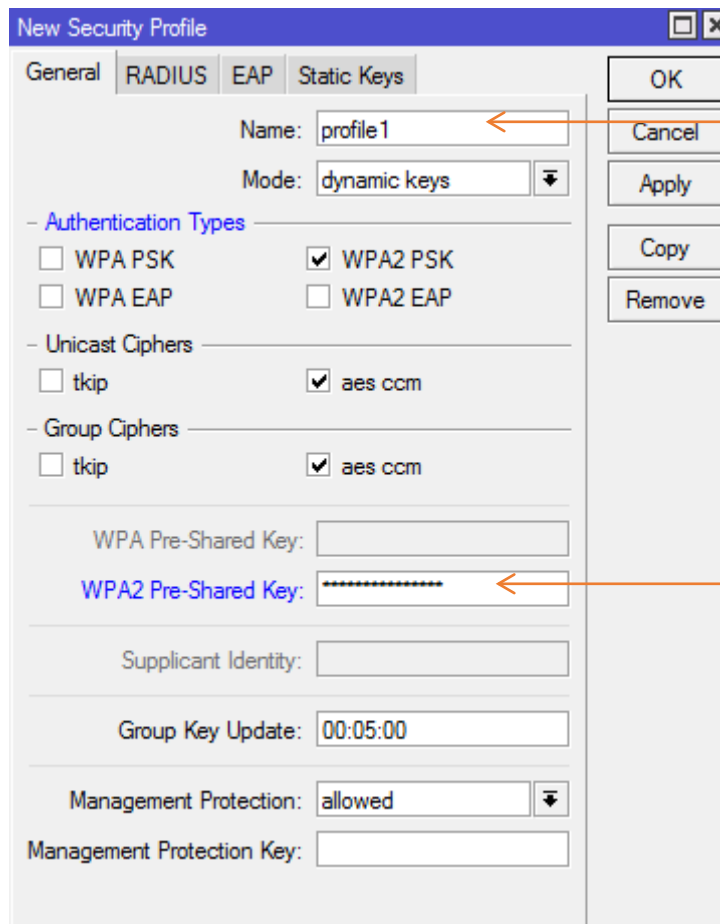 New Security Profile
General RADIUS EAP Static Keys
OK
Name: profile1
Cancel
Mode: dynamic keys
Apply
Authentication Types
WPA PSK WPA2 PSK
Copy
WPA EAP WPA2 EAP
Remove
Unicast Ciphers
tkip aes ccm
Group Ciphers
tkip aes ccm
WPA Pre-Shared Key:
WPA2 Pre-Shared Key: ***************
Supplicant Identity:
Group Key Update: 00:05:00
Management Protection: allowed
Management Protection Key: